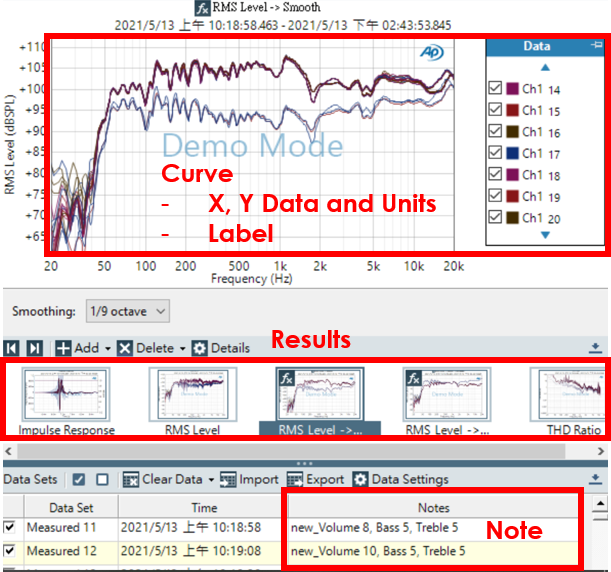 RMS Level -> Smooth
2021/5/13 上午 10:18:58.463 - 2021/5/13 下午 02:43:53.845
RMS Level (dBSPL)
+110
+105
+100
+95
+90
+85
+80
+75
+70
+65
AP
Demo Mode
Curve
- X, Y Data and Units
- Label
Data
Ch1 14
Ch1 15
Ch1 16
Ch1 17
Ch1 18
Ch1 19
Ch1 20
20 50 100 200 500 1k 2k 5k 10k 20k
Frequency (Hz)
Smoothing: 1/9 octave
Results
Add Delete Details
Impulse Response
RMS Level
RMS Level ->...
RMS Level ->...
THD Ratio
Data Sets Clear Data Import Export Data Settings
Data Set Time Notes
Measured 11 2021/5/13 上午 10:18:58 new_Volume 8, Bass 5, Treble 5
Measured 12 2021/5/13 上午 10:19:08 new_Volume 10, Bass 5, Treble 5
Note